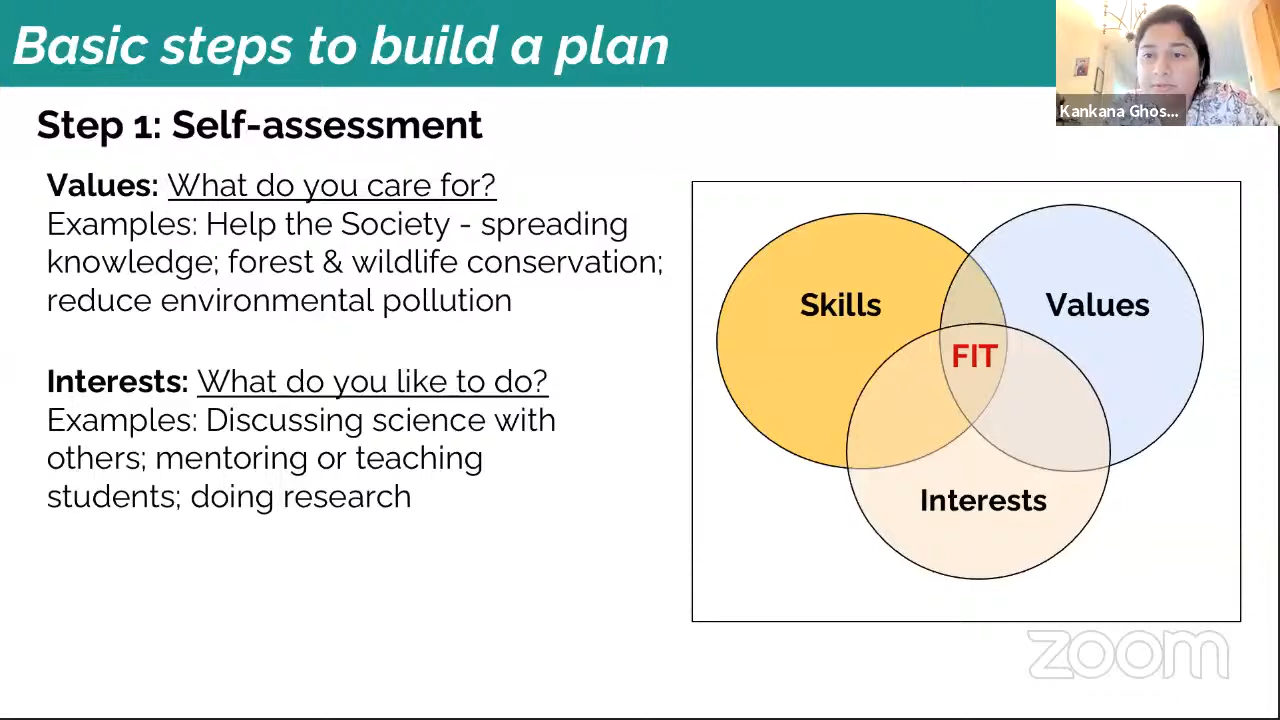 Basic steps to build a plan
Kankana Ghos...
Step 1: Self-assessment
Values: What do you care for?
Examples: Help the Society - spreading
knowledge; forest & wildlife conservation;
reduce environmental pollution
Interests: What do you like to do?
Examples: Discussing science with
others; mentoring or teaching
students; doing research
Skills
Values
FIT
Interests
zoom